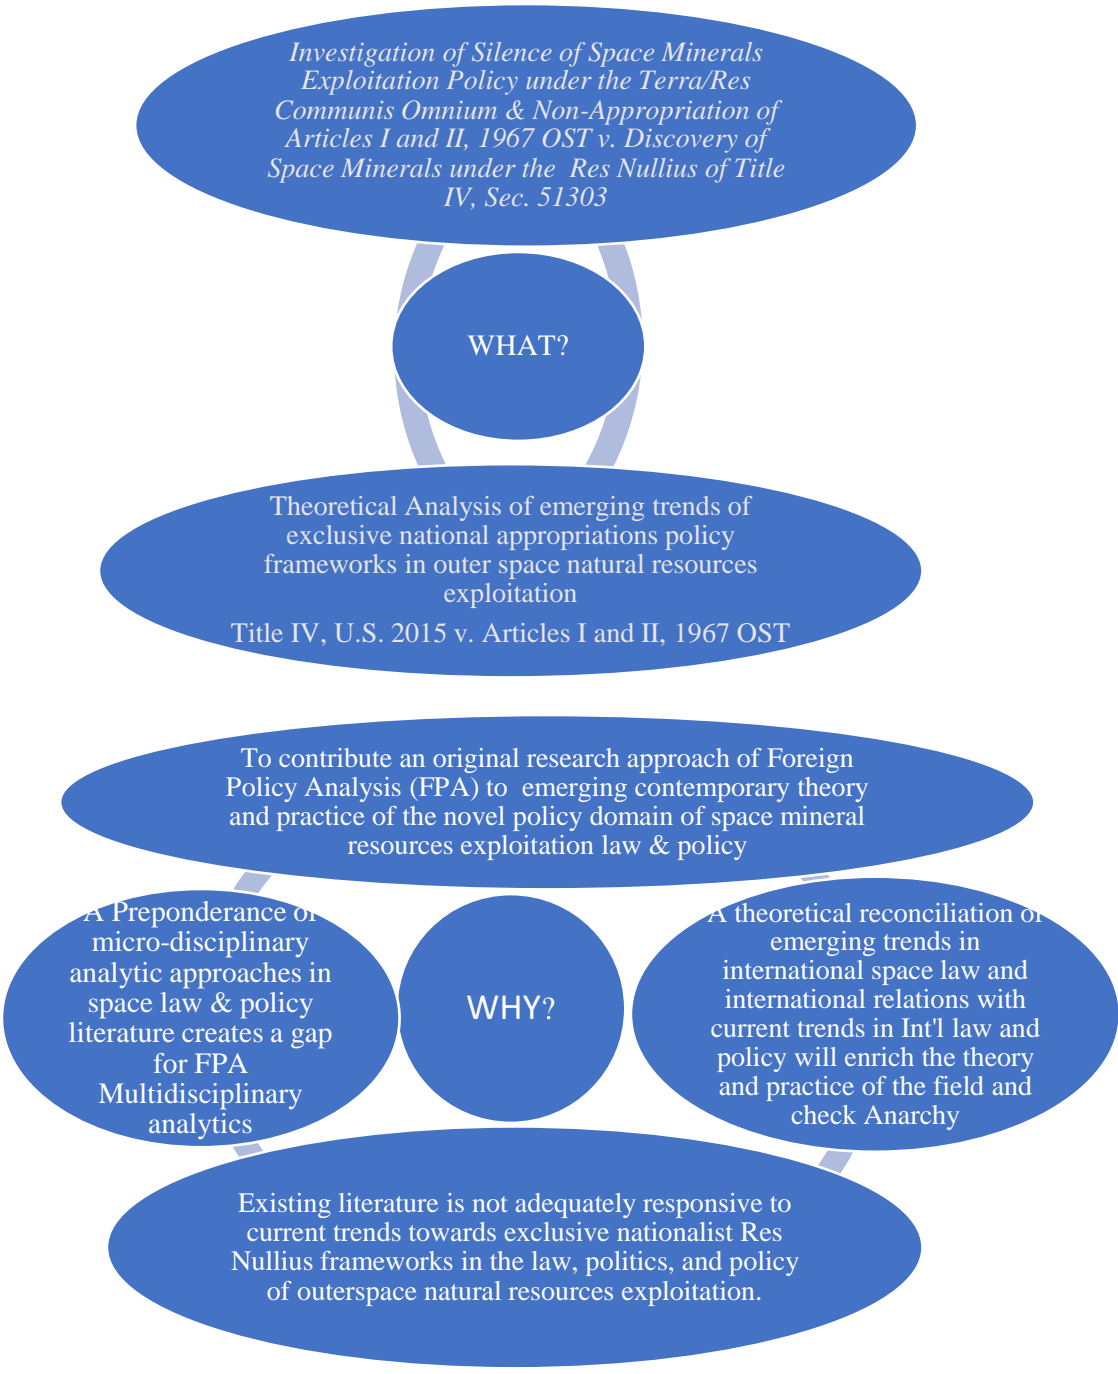 Investigation of Silence of Space Minerals
Exploitation Policy under the Terra/Res
Communis Omnium & Non-Appropriation of
Articles I and II, 1967 OST v. Discovery of
Space Minerals under the Res Nullius of Title
IV, Sec. 51303
WHAT?
Theoretical Analysis of emerging trends of
exclusive national appropriations policy
frameworks in outer space natural resources
exploitation
Title IV, U.S. 2015 v. Articles I and II, 1967 OST
To contribute an original research approach of Foreign
Policy Analysis (FPA) to emerging contemporary theory
and practice of the novel policy domain of space mineral
resources exploitation law & policy
A Preponderance of
micro-disciplinary
analytic approaches in
space law & policy
literature creates a gap
for FPA
Multidisciplinary
analytics
WHY?
A theoretical reconciliation of
emerging trends in
international space law and
international relations with
current trends in Int'l law and
policy will enrich the theory
and practice of the field and
check Anarchy
Existing literature is not adequately responsive to
current trends towards exclusive nationalist Res
Nullius frameworks in the law, politics, and policy
of outerspace natural resources exploitation.